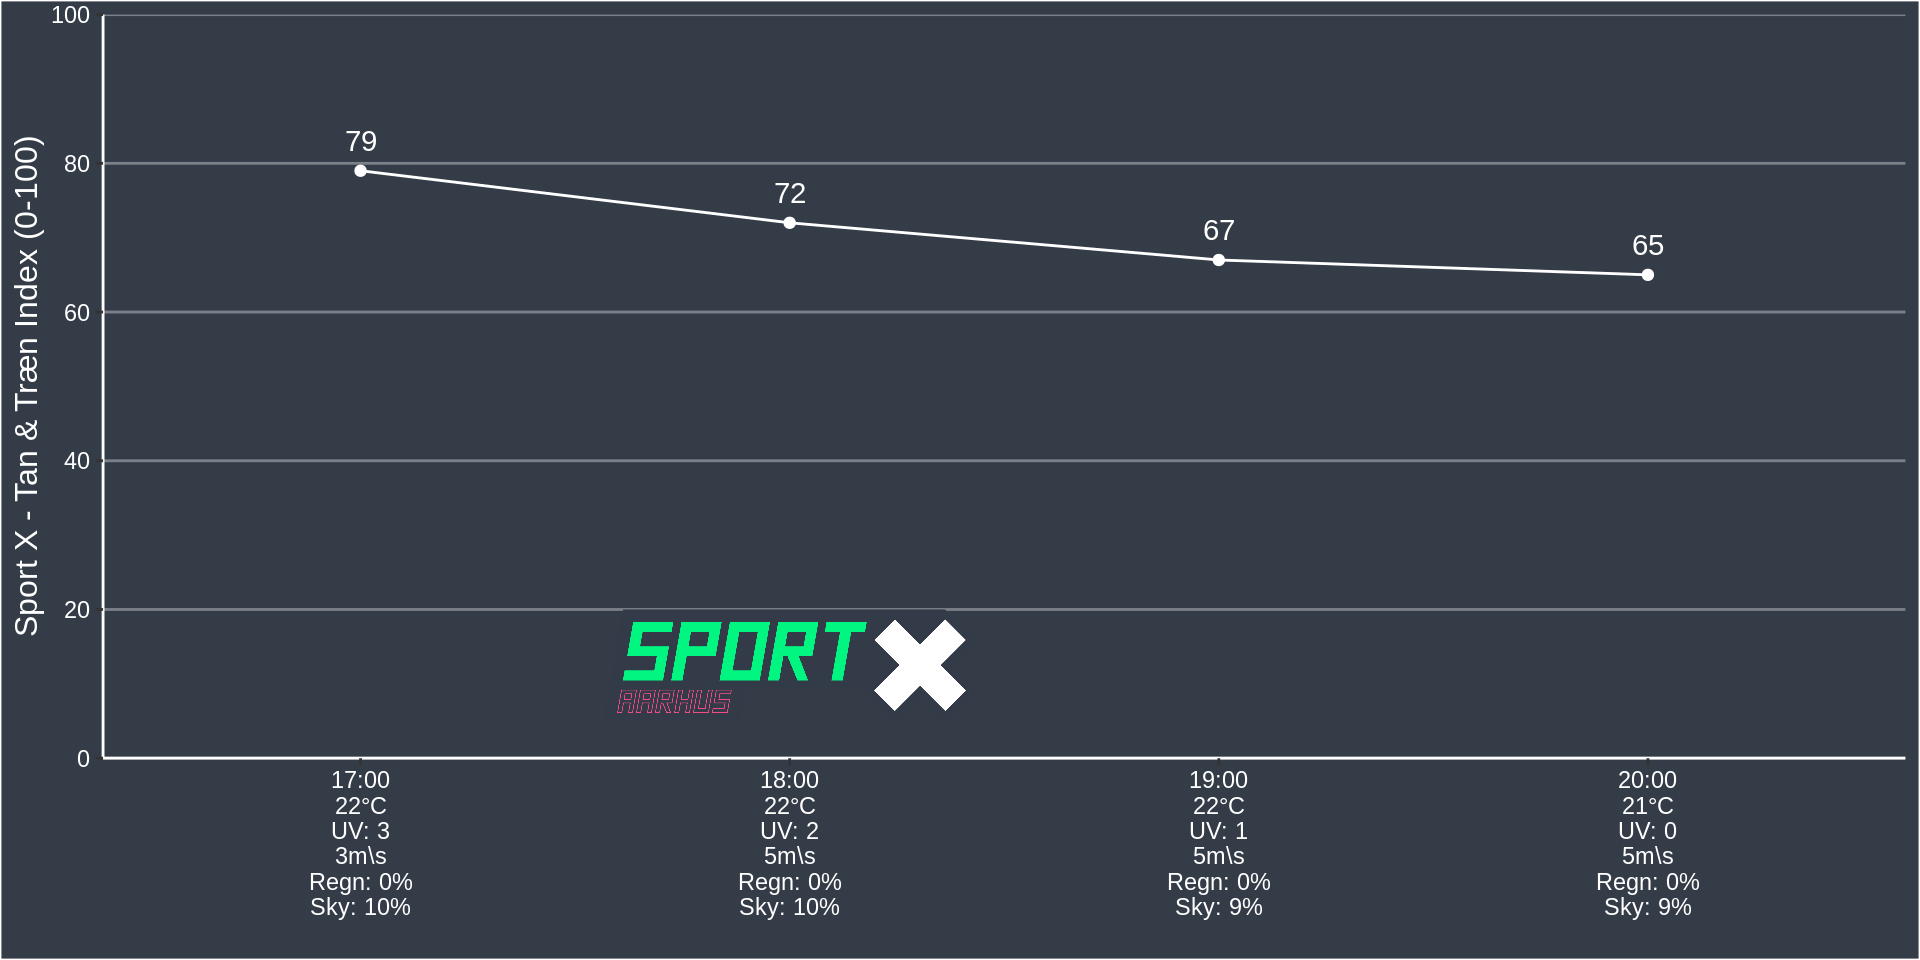 Sport X - Tan & Træn Index (0-100)
100
80
60
40
20
0
79
72
67
65
SPORT X
AARHUS
17:00
22°C
UV: 3
3m\s
Regn: 0%
Sky: 10%
18:00
22°C
UV: 2
5m\s
Regn: 0%
Sky: 10%
19:00
22°C
UV: 1
5m\s
Regn: 0%
Sky: 9%
20:00
21°C
UV: 0
5m\s
Regn: 0%
Sky: 9%